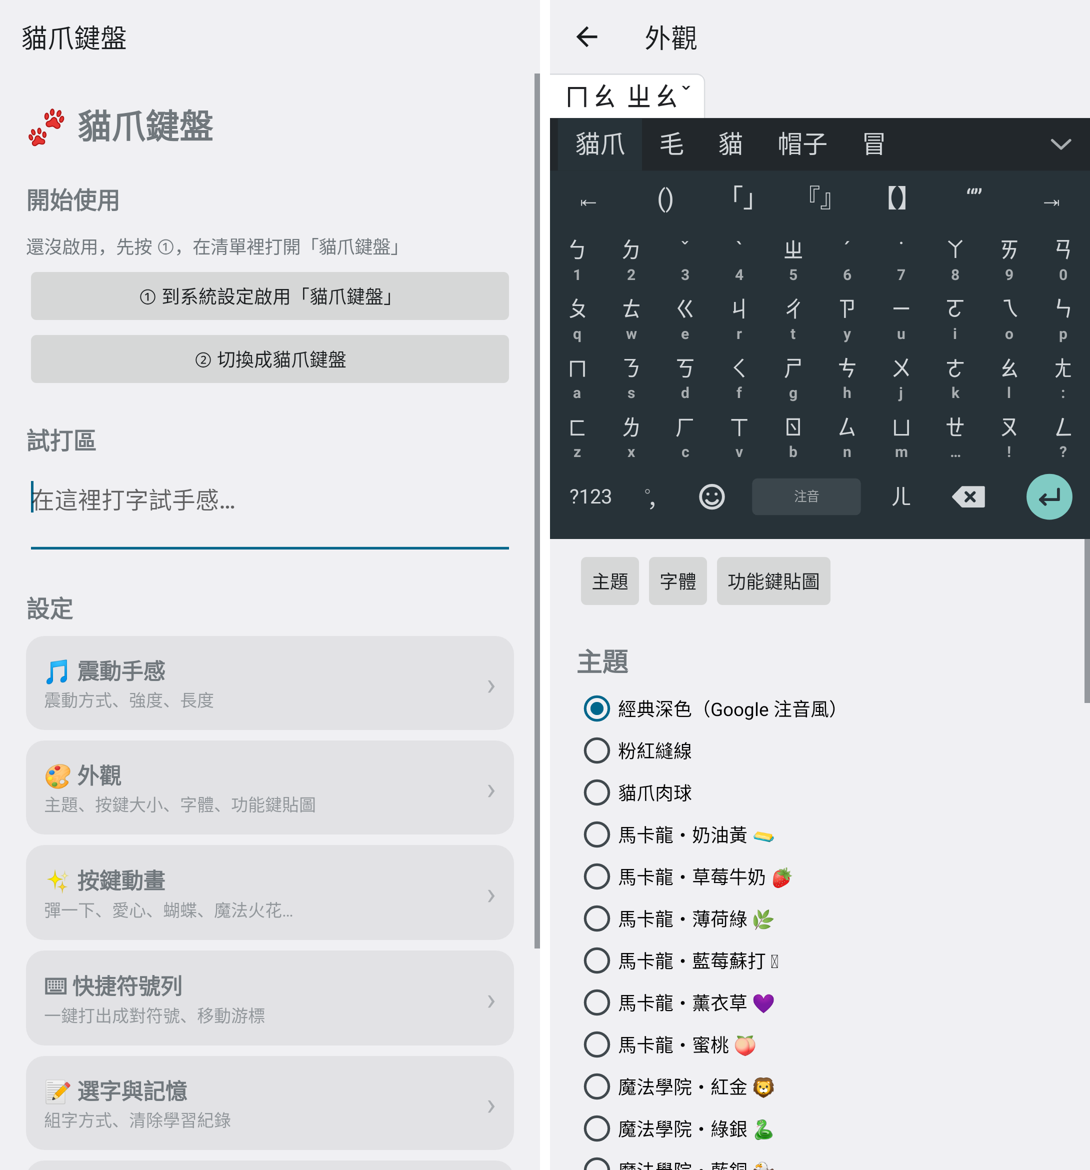 貓爪鍵盤
🐾 貓爪鍵盤
開始使用
還沒啟用，先按 ①，在清單裡打開「貓爪鍵盤」
① 到系統設定啟用「貓爪鍵盤」
② 切換成貓爪鍵盤
試打區
在這裡打字試手感…
設定
🎵 震動手感
震動方式、強度、長度
›
🎨 外觀
主題、按鍵大小、字體、功能鍵貼圖
›
✨ 按鍵動畫
彈一下、愛心、蝴蝶、魔法火花…
›
⌨ 快捷符號列
一鍵打出成對符號、移動游標
›
📝 選字與記憶
組字方式、清除學習紀錄
›
← 外觀
ㄇㄠ ㄓㄠˇ
貓爪 毛 貓 帽子 冒
← () 「」 『』 【】 “” →
ㄅ ㄉ ˇ ˋ ㄓ ˊ ˙ ㄚ ㄞ ㄢ
1 2 3 4 5 6 7 8 9 0
ㄆ ㄊ ㄍ ㄐ ㄔ ㄗ ㄧ ㄛ ㄟ ㄣ
q w e r t y u i o p
ㄇ ㄋ ㄎ ㄑ ㄕ ㄘ ㄨ ㄜ ㄠ ㄤ
a s d f g h j k l :
ㄈ ㄌ ㄏ ㄒ ㄖ ㄙ ㄩ ㄝ ㄡ ㄥ
z x c v b n m … ! ?
?123 °, 注音 ㄦ
主題 字體 功能鍵貼圖
主題
經典深色（Google 注音風）
粉紅縫線
貓爪肉球
馬卡龍・奶油黃 🧈
馬卡龍・草莓牛奶 🍓
馬卡龍・薄荷綠 🌿
馬卡龍・藍莓蘇打
馬卡龍・薰衣草 💜
馬卡龍・蜜桃 🍑
魔法學院・紅金 🦁
魔法學院・綠銀 🐍
魔法學院・藍銅